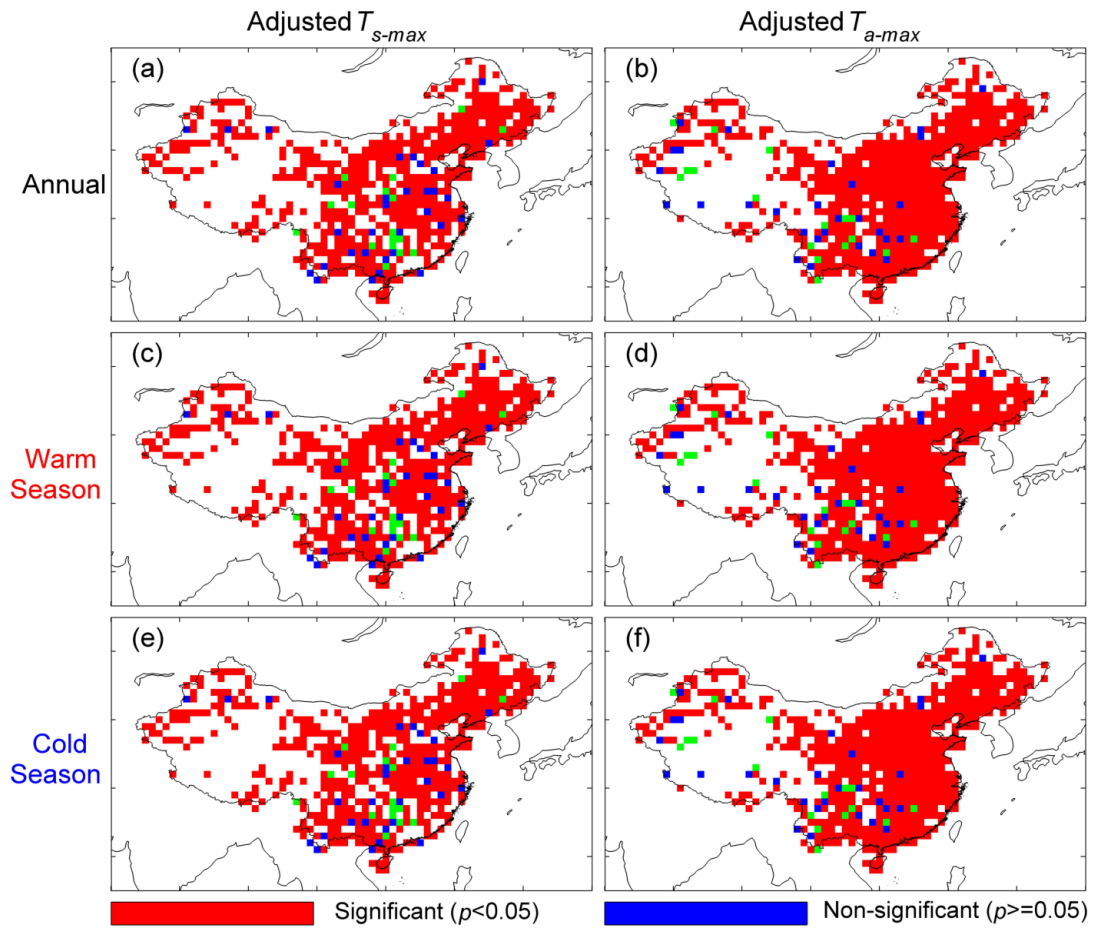 Adjusted Ts-max
Adjusted Ta-max
(a)
(b)
Annual
(c)
(d)
Warm
Season
(e)
(f)
Cold
Season
Significant (p<0.05)
Non-significant (p>=0.05)